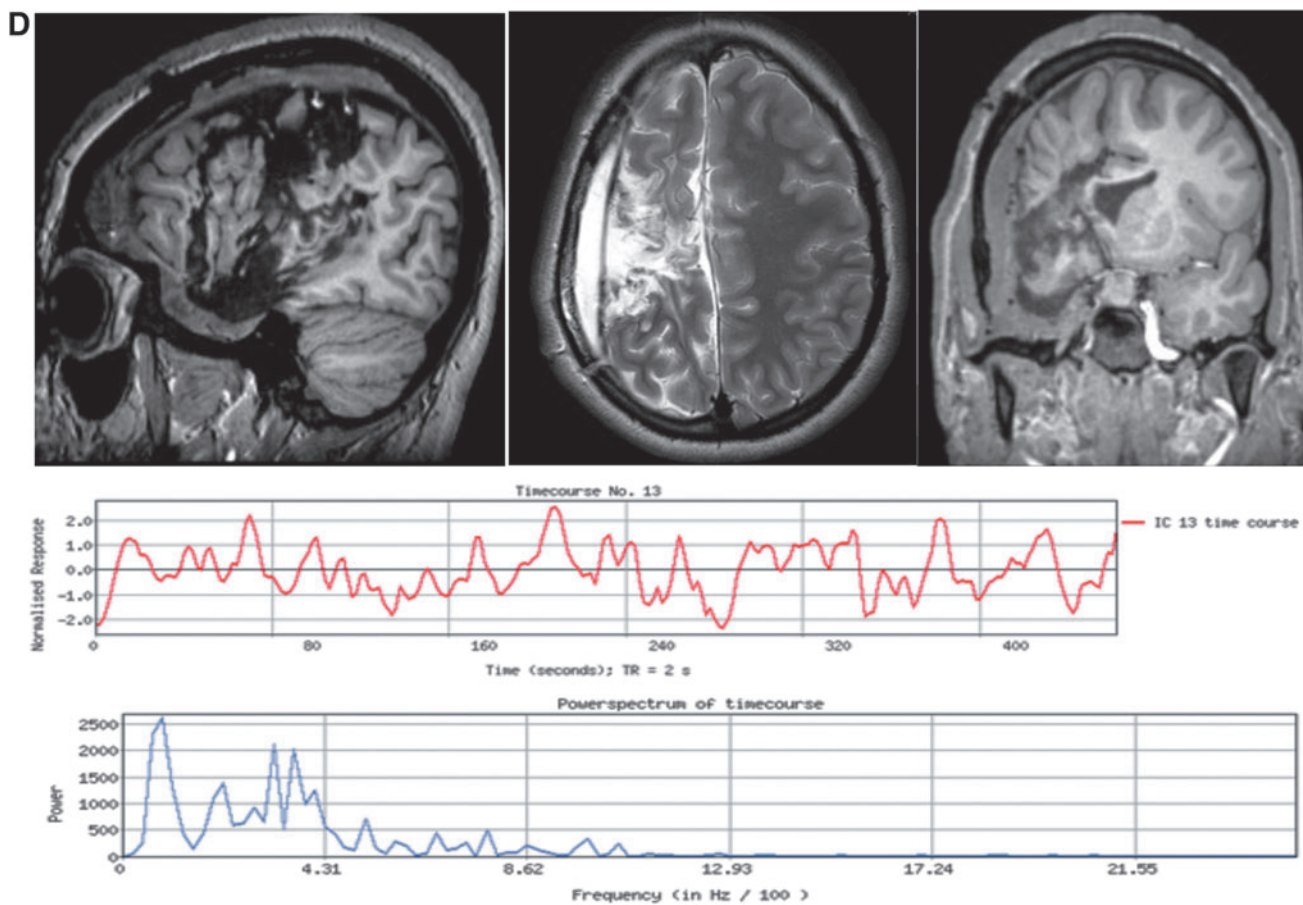 D
Timecourse No. 13
Normalised Response
2.0
1.0
0.0
-1.0
-2.0
0 80 160 240 320 400
Time (seconds); TR = 2 s
IC 13 time course
Powerspectrum of timecourse
Power
2500
2000
1500
1000
500
0
0 4.31 8.62 12.93 17.24 21.55
Frequency (in Hz / 100 )